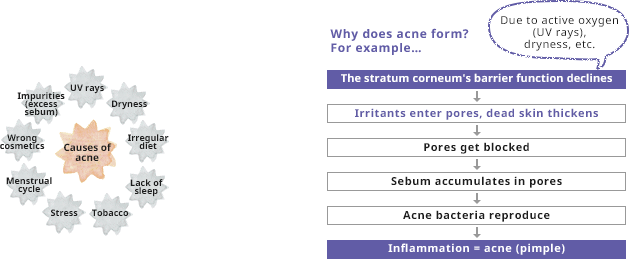 UV rays
Dryness
Irregular
diet
Lack of
sleep
Tobacco
Stress
Menstrual
cycle
Wrong
cosmetics
Impurities
(excess
sebum)
Causes of
acne
Why does acne form?
For example...
Due to active oxygen
(UV rays),
dryness, etc.
The stratum corneum's barrier function declines
Irritants enter pores, dead skin thickens
Pores get blocked
Sebum accumulates in pores
Acne bacteria reproduce
Inflammation = acne (pimple)